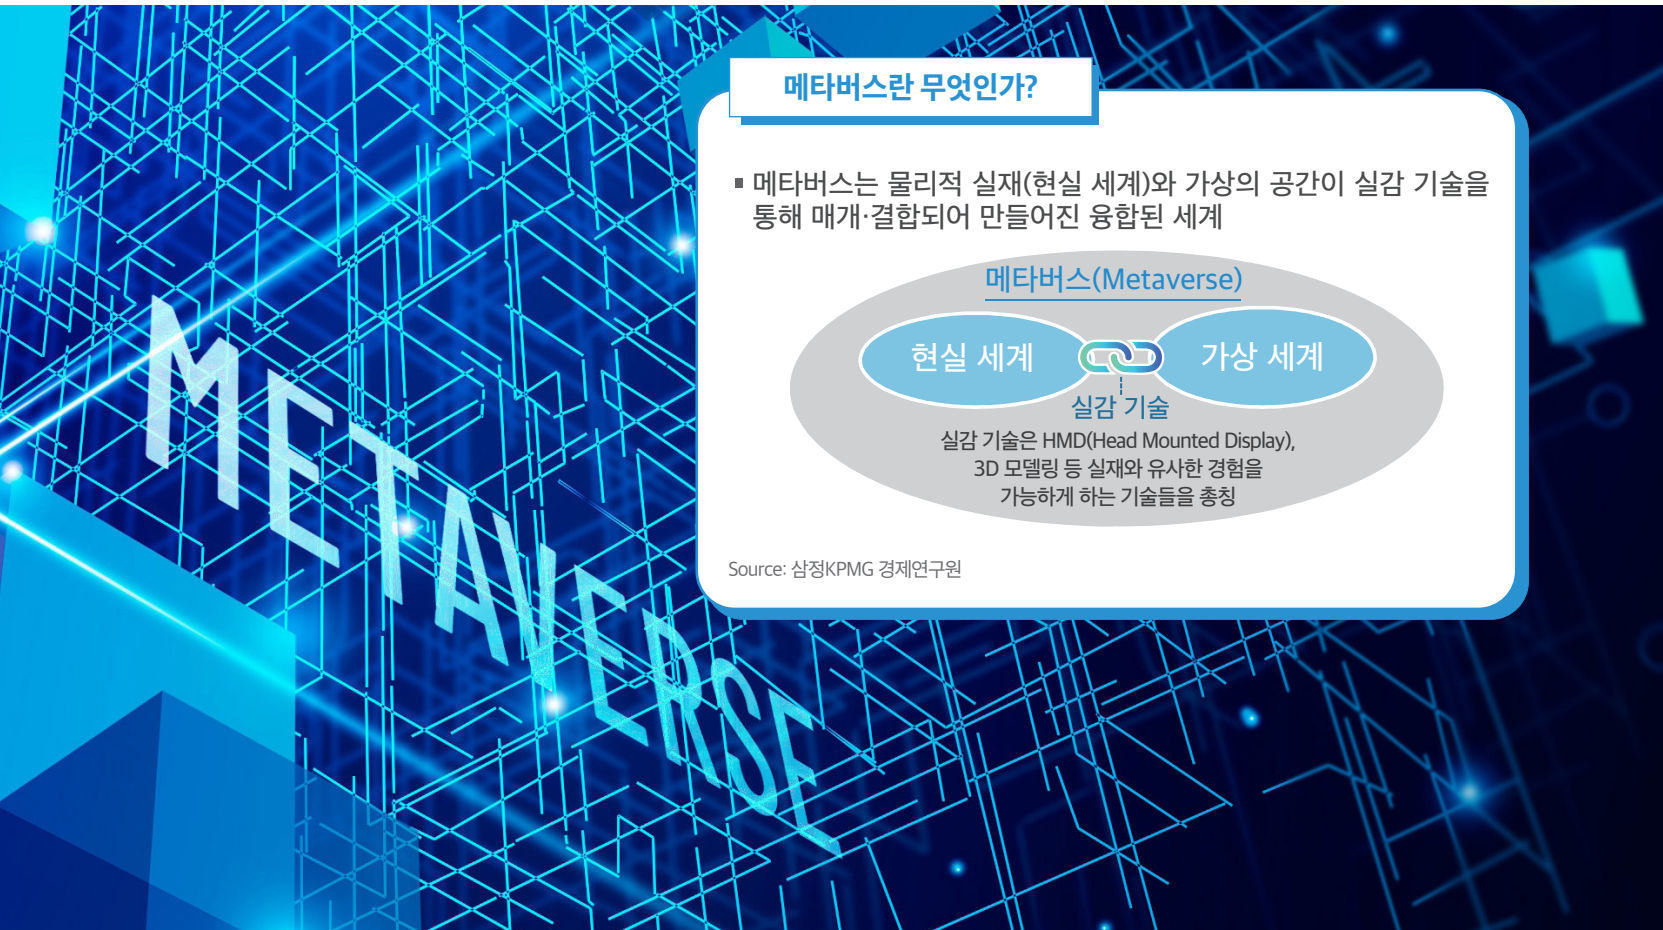 메타버스란 무엇인가?
▪ 메타버스는 물리적 실재(현실 세계)와 가상의 공간이 실감 기술을
통해 매개·결합되어 만들어진 융합된 세계
메타버스(Metaverse)
현실 세계
가상 세계
실감 기술
실감 기술은 HMD(Head Mounted Display),
3D 모델링 등 실재와 유사한 경험을
가능하게 하는 기술들을 총칭
Source: 삼정KPMG 경제연구원
METAVERSE